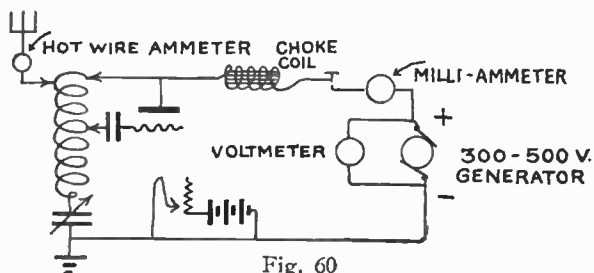 HOT WIRE AMMETER
CHOKE
COIL
MILLI-AMMETER
+
VOLTMETER
300-500 V.
GENERATOR
-
Fig. 60